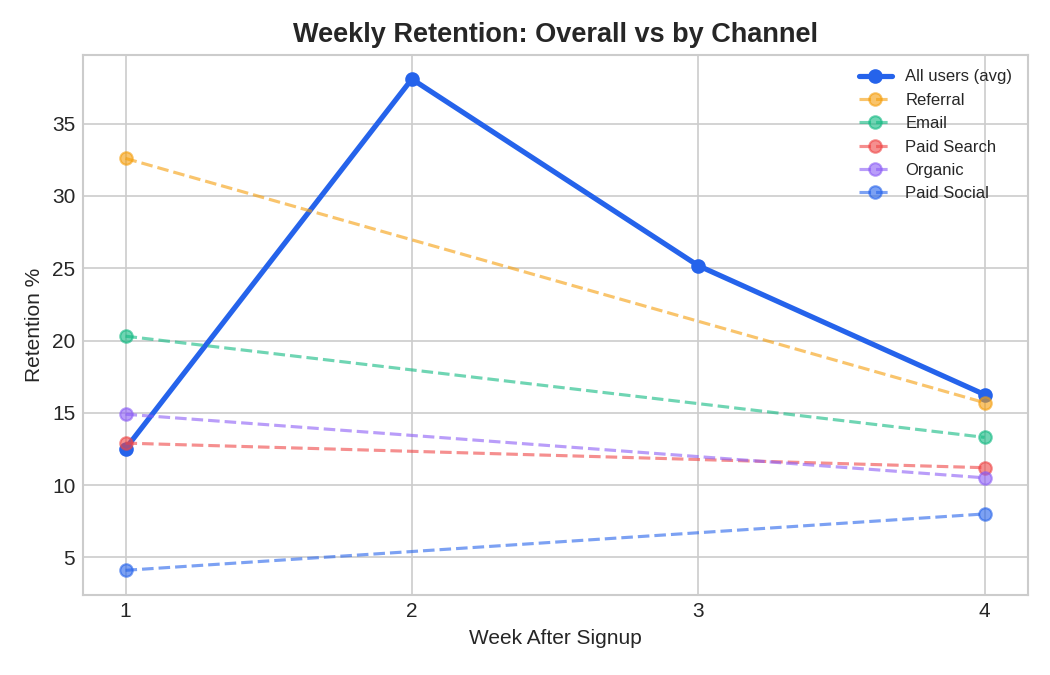 Weekly Retention: Overall vs by Channel
All users (avg)
Referral
Email
Paid Search
Organic
Paid Social
Retention %
35
30
25
20
15
10
5
1 2 3 4
Week After Signup